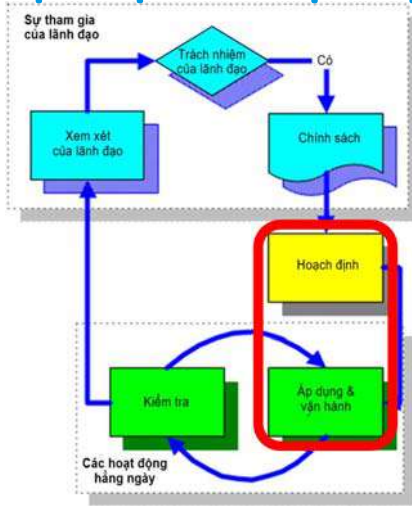 Sự tham gia
của lãnh đạo
Trách nhiệm
của lãnh đạo
Có
Xem xét
của lãnh đạo
Chính sách
Hoạch định
Kiểm tra
Áp dụng &
vận hành
Các hoạt động
hằng ngày